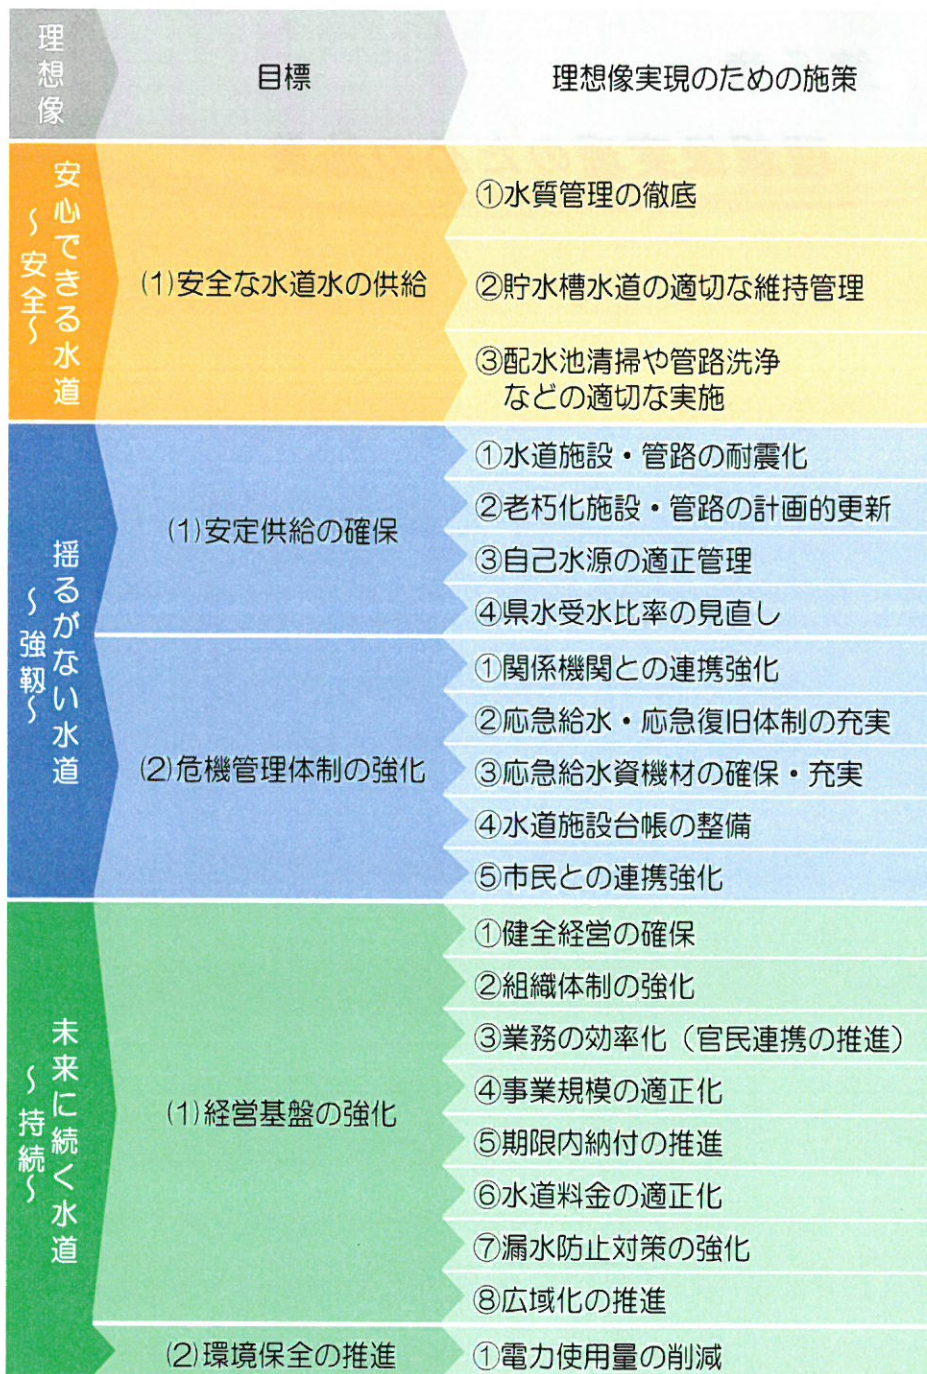 理想像
目標
理想像実現のための施策
安心できる水道
～安全～
(1)安全な水道水の供給
①水質管理の徹底
②貯水槽水道の適切な維持管理
③配水池清掃や管路洗浄
などの適切な実施
揺るがない水道
～強靱～
(1)安定供給の確保
①水道施設・管路の耐震化
②老朽化施設・管路の計画的更新
③自己水源の適正管理
④県水受水比率の見直し
(2)危機管理体制の強化
①関係機関との連携強化
②応急給水・応急復旧体制の充実
③応急給水資機材の確保・充実
④水道施設台帳の整備
⑤市民との連携強化
未来に続く水道
～持続～
(1)経営基盤の強化
①健全経営の確保
②組織体制の強化
③業務の効率化（官民連携の推進）
④事業規模の適正化
⑤期限内納付の推進
⑥水道料金の適正化
⑦漏水防止対策の強化
⑧広域化の推進
(2)環境保全の推進
①電力使用量の削減